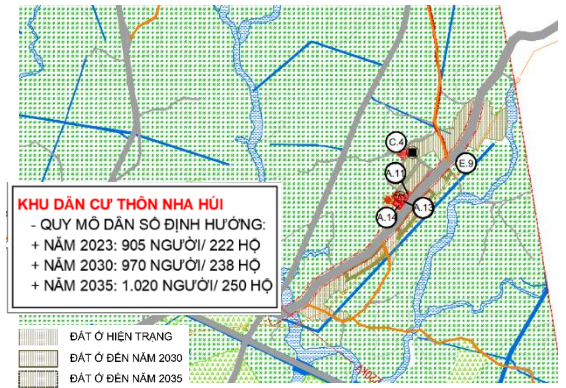 C.4
E.9
A.11
A.13
A.14
KHU DÂN CƯ THÔN NHA HÚI
- QUY MÔ DÂN SỐ ĐỊNH HƯỚNG:
+ NĂM 2023: 905 NGƯỜI/ 222 HỘ
+ NĂM 2030: 970 NGƯỜI/ 238 HỘ
+ NĂM 2035: 1.020 NGƯỜI/ 250 HỘ
220KV
ĐẤT Ở HIỆN TRẠNG
ĐẤT Ở ĐẾN NĂM 2030
ĐẤT Ở ĐẾN NĂM 2035